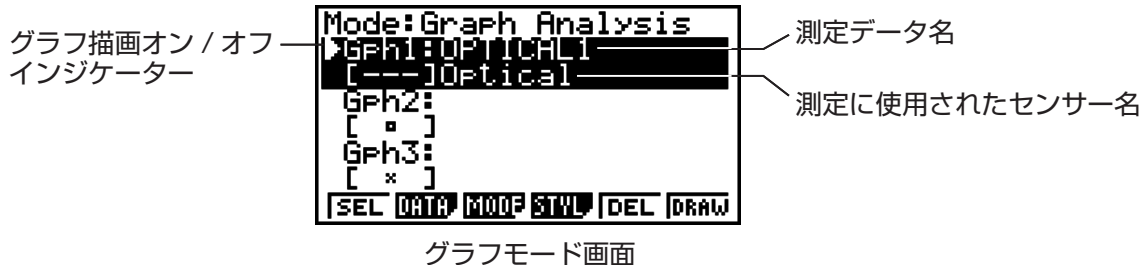 グラフ描画オン / オフ
インジケーター
Mode:Graph Analysis
Gph1:OPTICAL1
[---]Optical
Gph2:
[ ▫ ]
Gph3:
[ × ]
SEL DATA MODE STYL DEL DRAW
測定データ名
測定に使用されたセンサー名
グラフモード画面